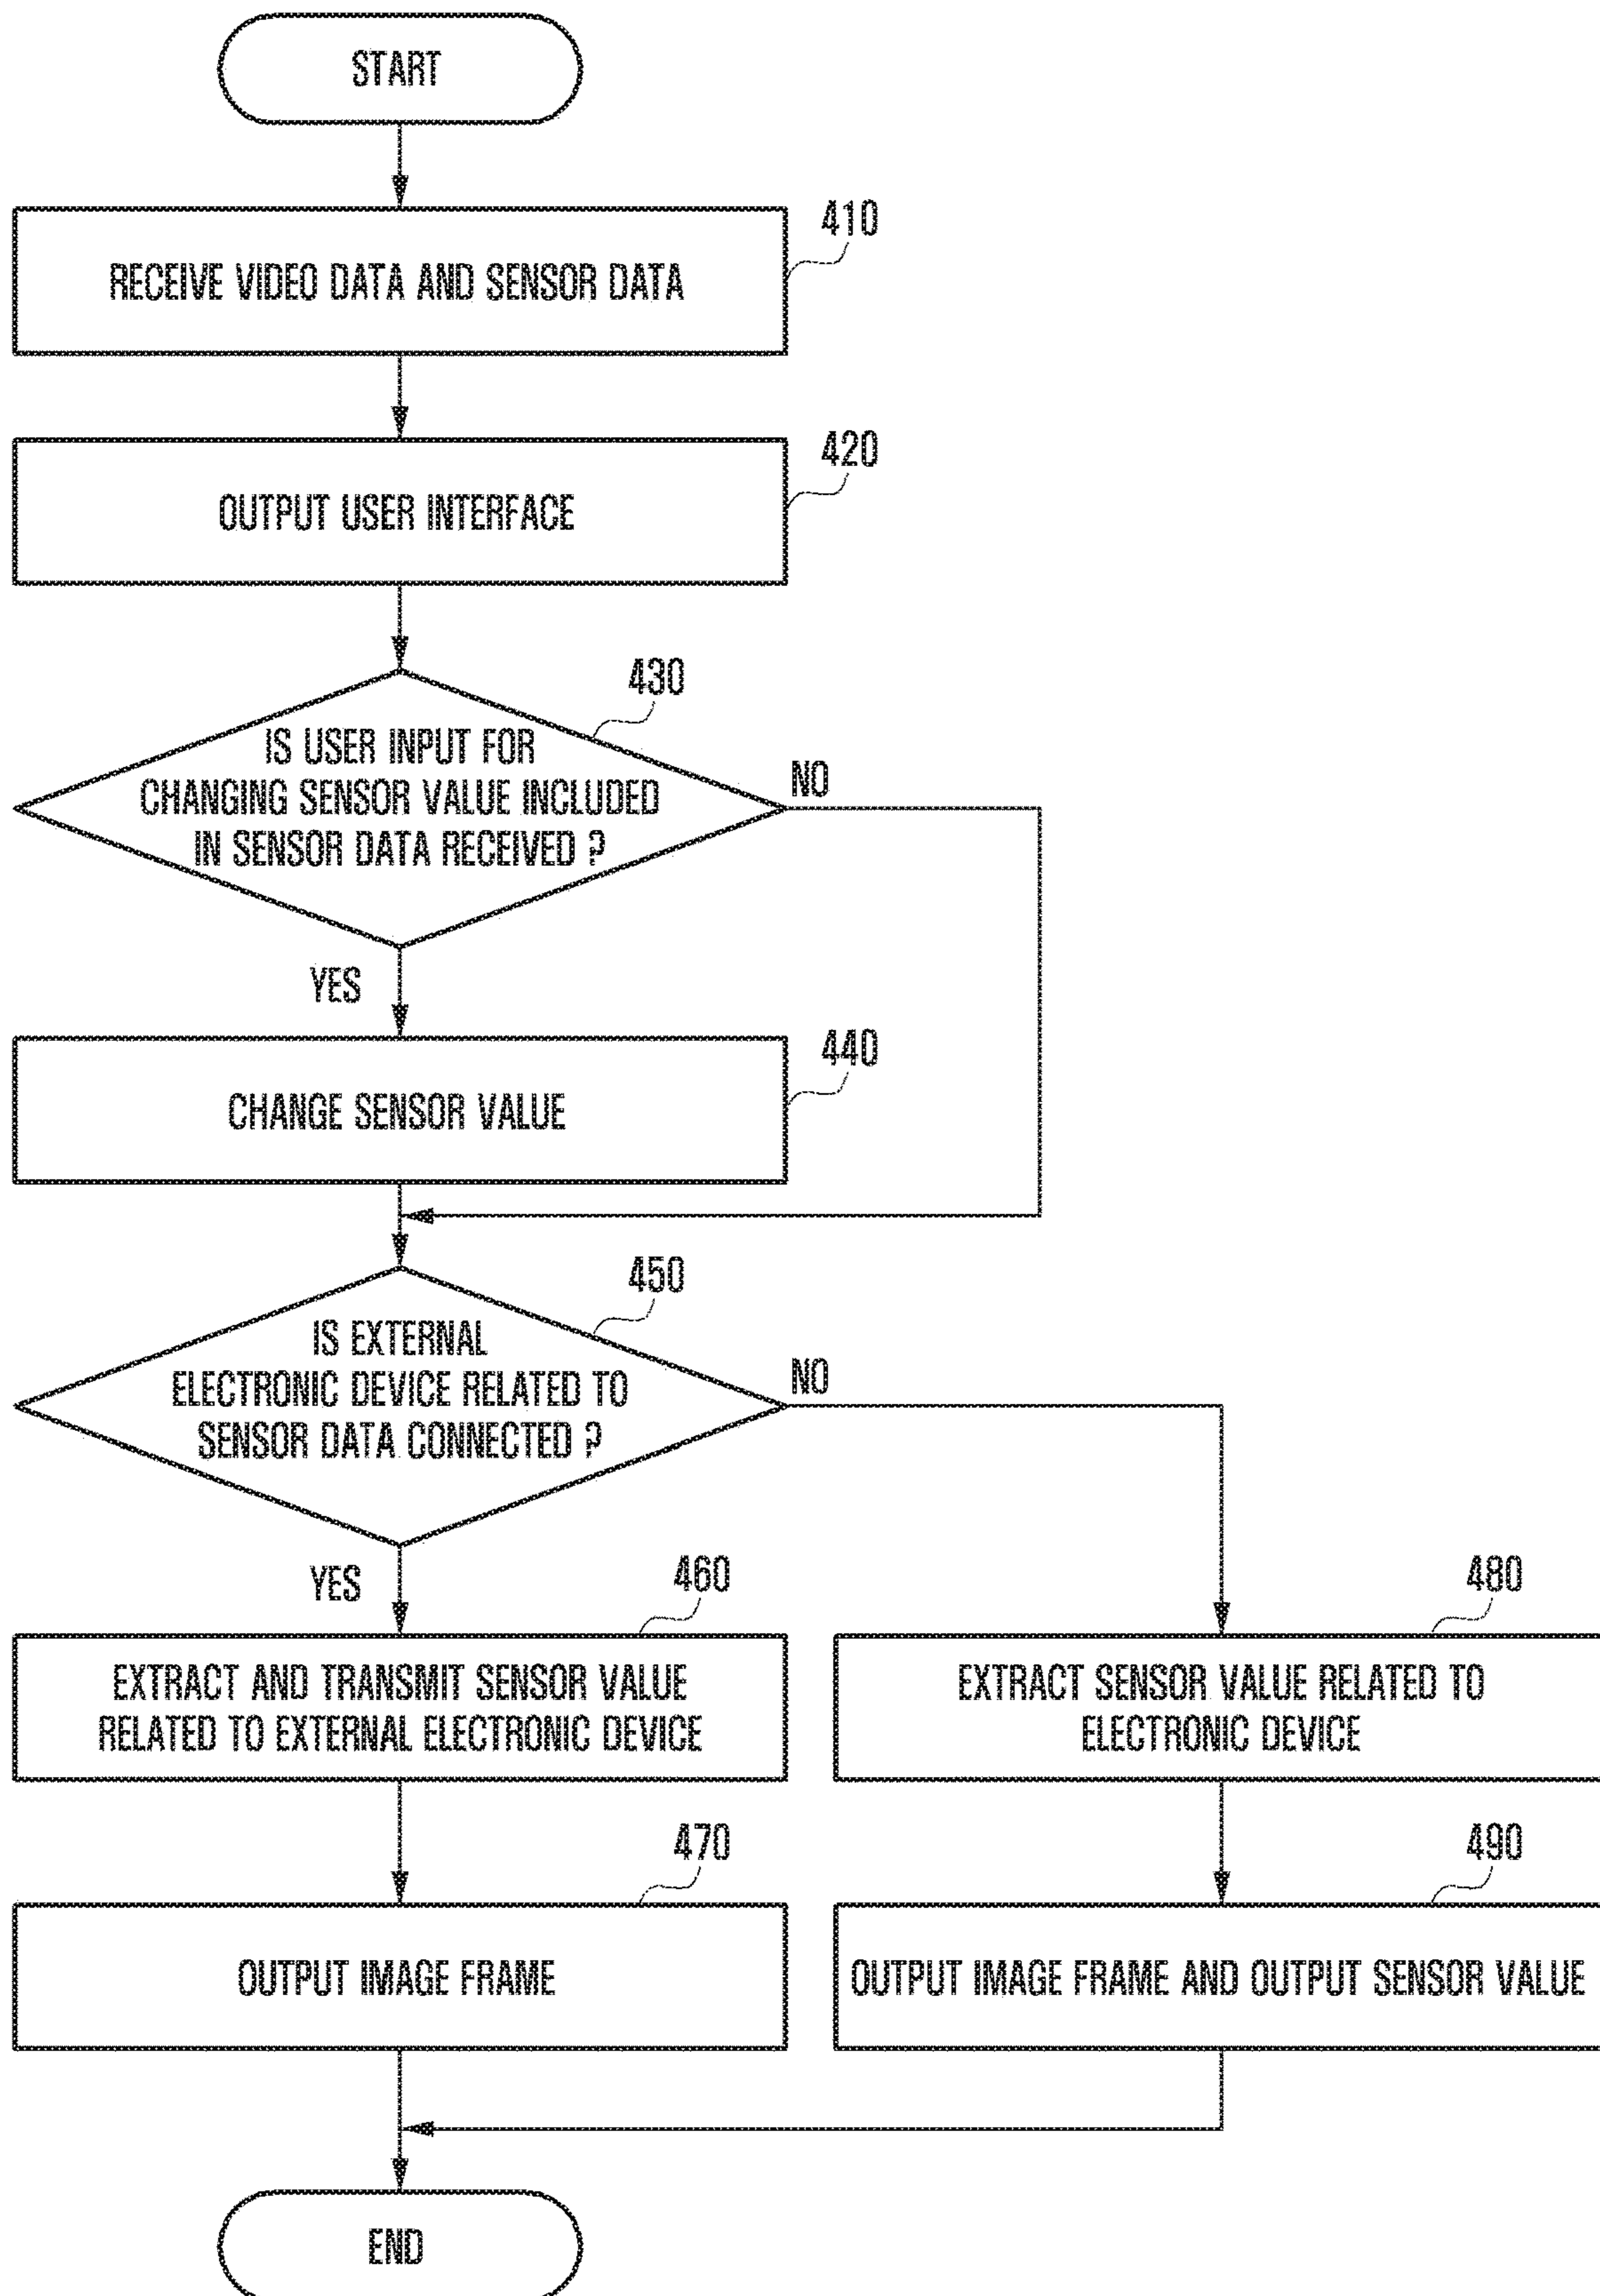 START
410
RECEIVE VIDEO DATA AND SENSOR DATA
420
OUTPUT USER INTERFACE
430
IS USER INPUT FOR
CHANGING SENSOR VALUE INCLUDED
IN SENSOR DATA RECEIVED ?
NO
YES
440
CHANGE SENSOR VALUE
450
IS EXTERNAL
ELECTRONIC DEVICE RELATED TO
SENSOR DATA CONNECTED ?
NO
YES
460
EXTRACT AND TRANSMIT SENSOR VALUE
RELATED TO EXTERNAL ELECTRONIC DEVICE
480
EXTRACT SENSOR VALUE RELATED TO
ELECTRONIC DEVICE
470
OUTPUT IMAGE FRAME
490
OUTPUT IMAGE FRAME AND OUTPUT SENSOR VALUE
END